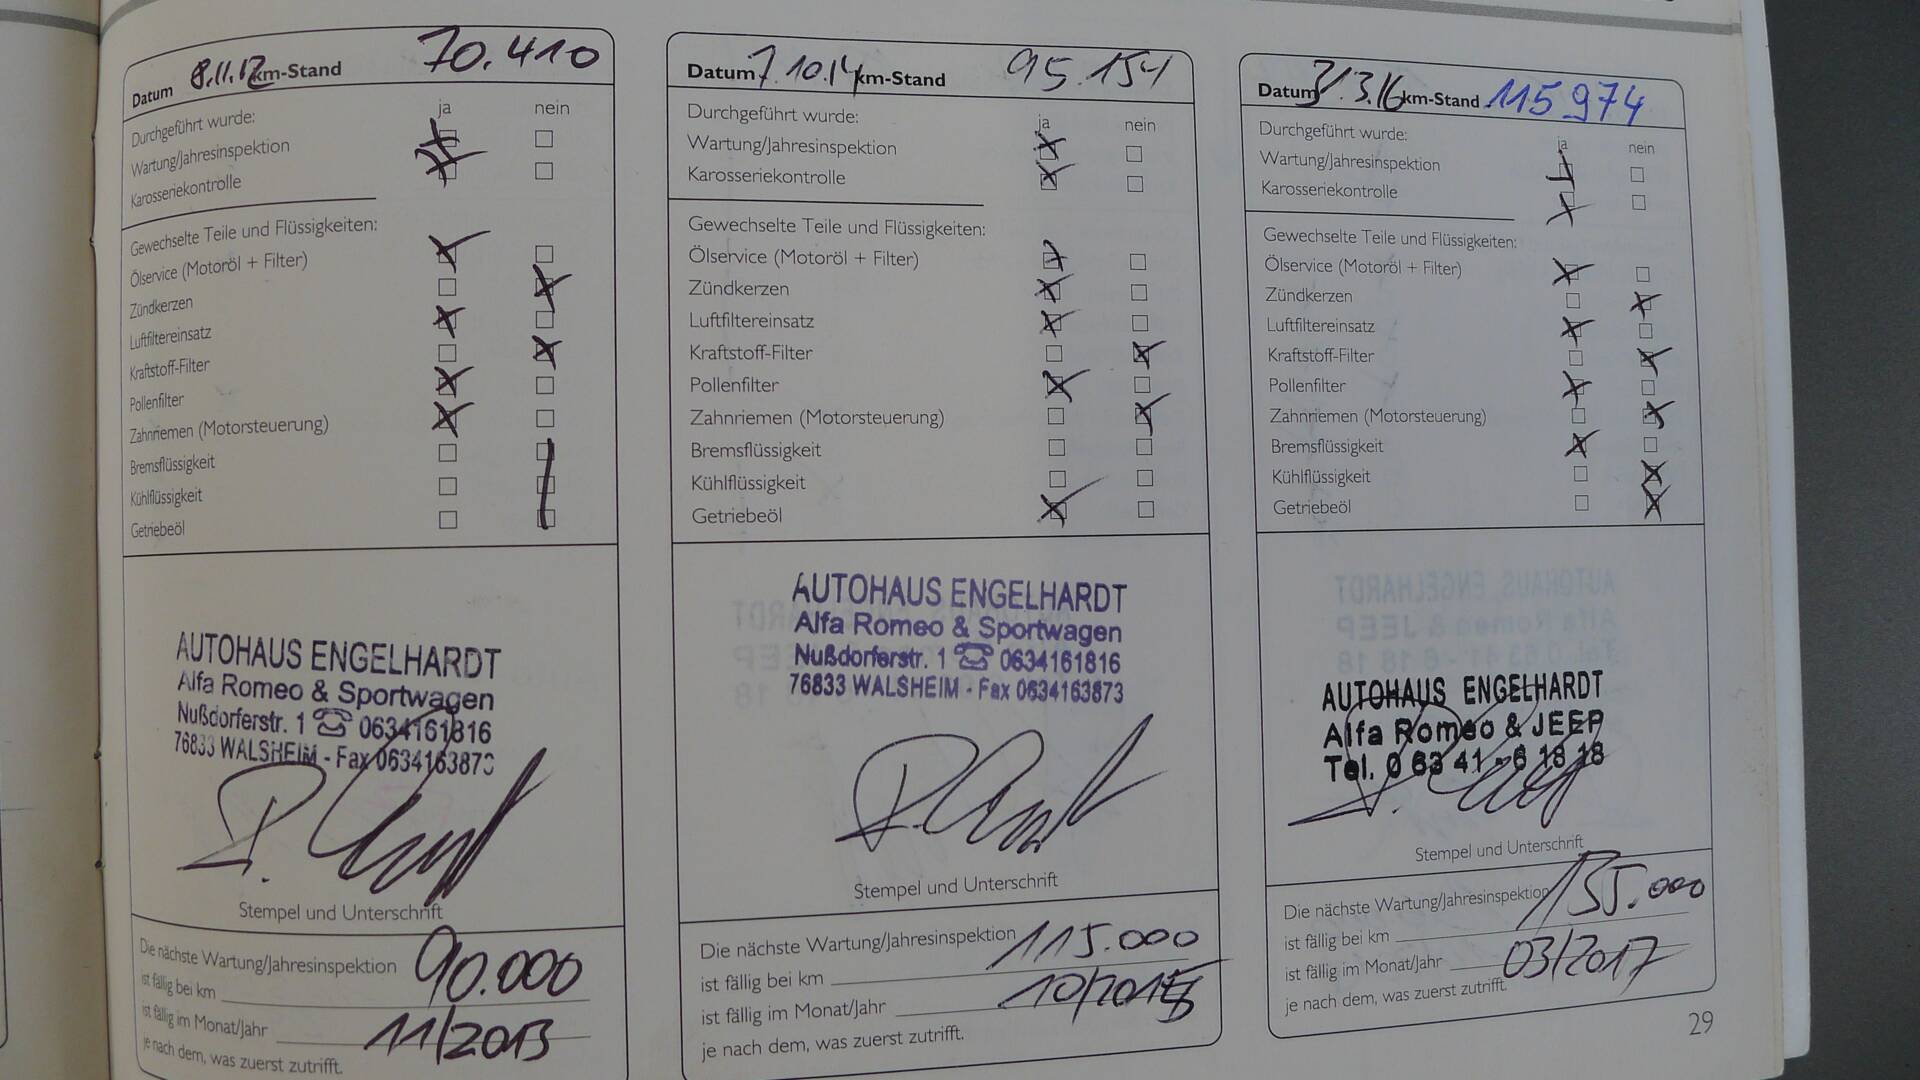 Datum 8.11.12 km-Stand 70.410
Durchgeführt wurde: ja nein
Wartung/Jahresinspektion
Karosseriekontrolle
Gewechselte Teile und Flüssigkeiten:
Ölservice (Motoröl + Filter)
Zündkerzen
Luftfiltereinsatz
Kraftstoff-Filter
Pollenfilter
Zahnriemen (Motorsteuerung)
Bremsflüssigkeit
Kühlflüssigkeit
Getriebeöl
AUTOHAUS ENGELHARDT
Alfa Romeo & Sportwagen
Nußdorferstr. 1 ☎ 0634161816
76833 WALSHEIM - Fax 0634163873
Stempel und Unterschrift
Die nächste Wartung/Jahresinspektion
ist fällig bei km 90.000
ist fällig im Monat/Jahr 11/2013
je nach dem, was zuerst zutrifft.
Datum 7.10.14 km-Stand 95.154
Durchgeführt wurde: ja nein
Wartung/Jahresinspektion
Karosseriekontrolle
Gewechselte Teile und Flüssigkeiten:
Ölservice (Motoröl + Filter)
Zündkerzen
Luftfiltereinsatz
Kraftstoff-Filter
Pollenfilter
Zahnriemen (Motorsteuerung)
Bremsflüssigkeit
Kühlflüssigkeit
Getriebeöl
AUTOHAUS ENGELHARDT
Alfa Romeo & Sportwagen
Nußdorferstr. 1 ☎ 0634161816
76833 WALSHEIM - Fax 0634163873
Stempel und Unterschrift
Die nächste Wartung/Jahresinspektion
ist fällig bei km 115.000
ist fällig im Monat/Jahr 10/2015
je nach dem, was zuerst zutrifft.
Datum km-Stand 115974
Durchgeführt wurde: ja nein
Wartung/Jahresinspektion
Karosseriekontrolle
Gewechselte Teile und Flüssigkeiten:
Ölservice (Motoröl + Filter)
Zündkerzen
Luftfiltereinsatz
Kraftstoff-Filter
Pollenfilter
Zahnriemen (Motorsteuerung)
Bremsflüssigkeit
Kühlflüssigkeit
Getriebeöl
AUTOHAUS ENGELHARDT
Alfa Romeo & JEEP
Tel. 0 63 41 - 6 18 18
Stempel und Unterschrift
Die nächste Wartung/Jahresinspektion
ist fällig bei km 135.000
ist fällig im Monat/Jahr 03/2017
je nach dem, was zuerst zutrifft.
29